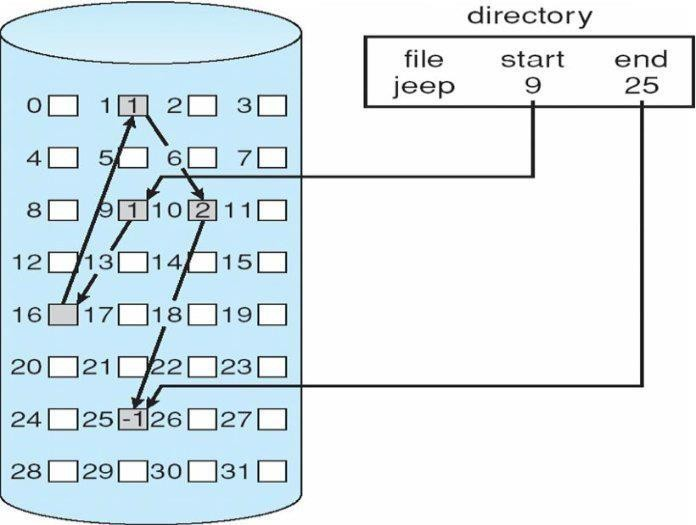 directory
file start end
jeep 9 25
0 1 1 2 3
4 5 6 7
8 9 1 10 2 11
12 13 14 15
16 17 18 19
20 21 22 23
24 25 -1 26 27
28 29 30 31